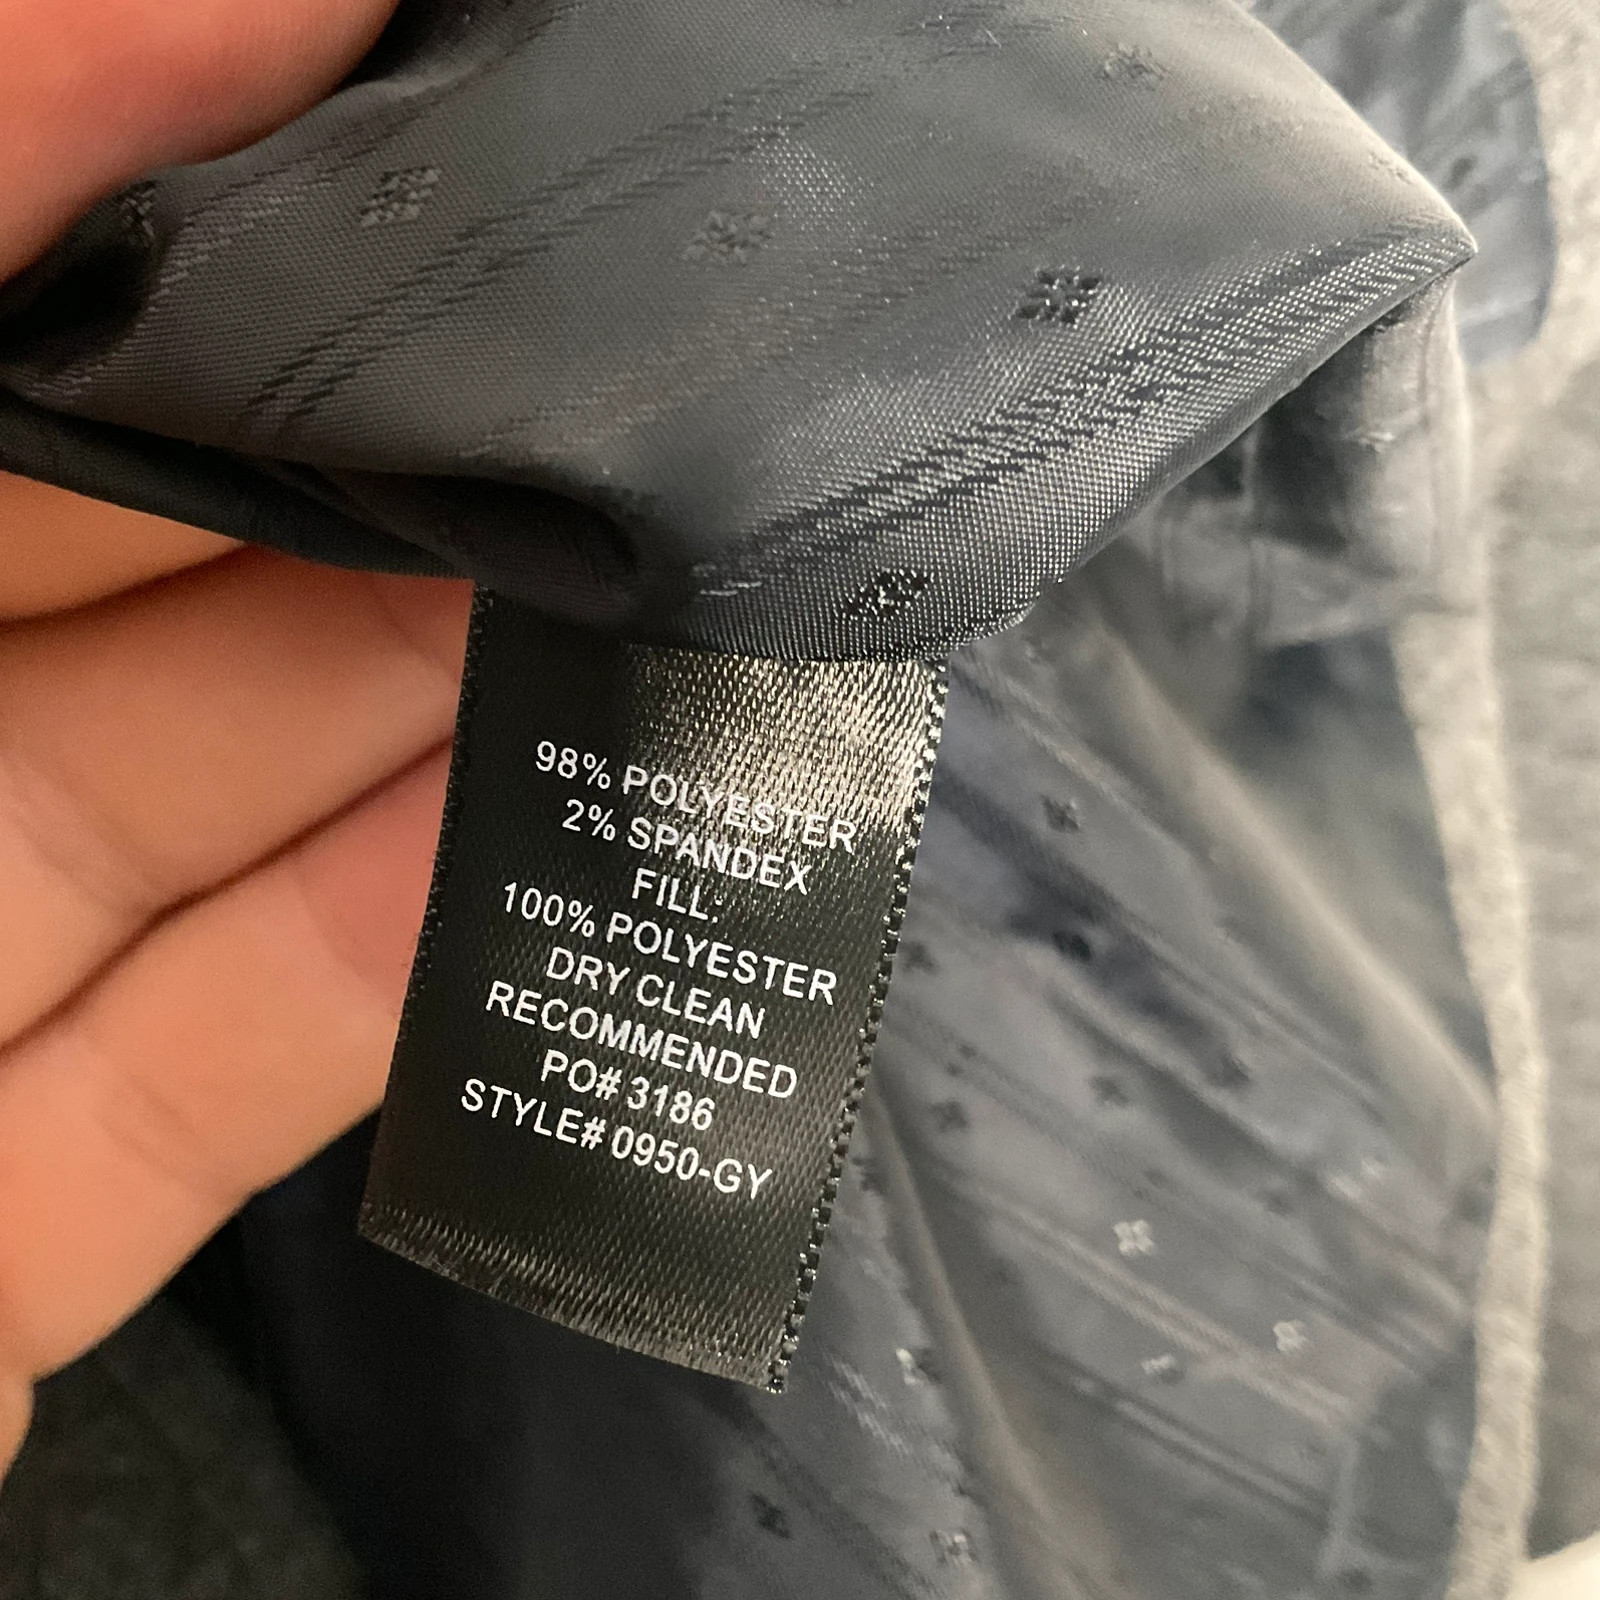 98% POLYESTER
2% SPANDEX
FILL:
100% POLYESTER
DRY CLEAN
RECOMMENDED
PO# 3186
STYLE# 0950-GY